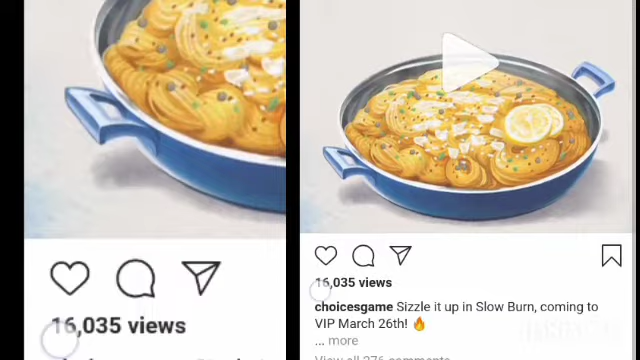 16,035 views
16,035 views
choicesgame Sizzle it up in Slow Burn, coming to
VIP March 26th! 🔥
... more
View all 276 comments